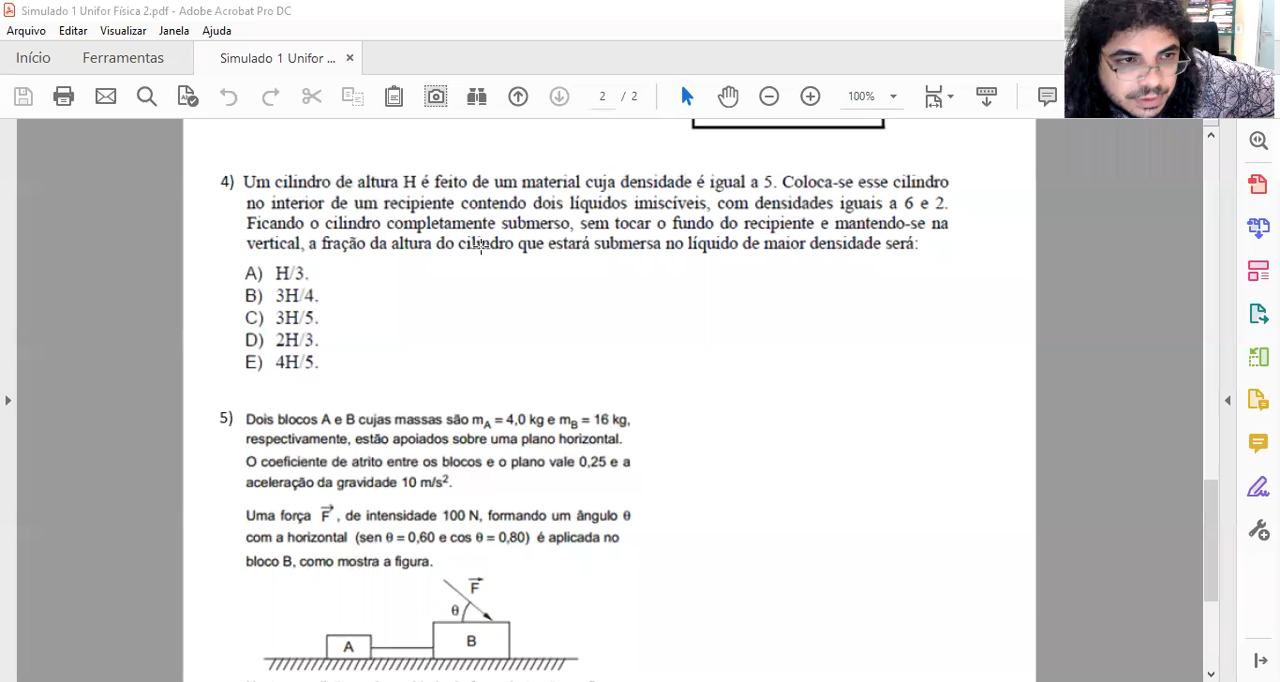 Simulado 1 Unifor Física 2.pdf - Adobe Acrobat Pro DC
Arquivo Editar Visualizar Janela Ajuda
Início Ferramentas Simulado 1 Unifor ... ×
2 / 2 100%
4) Um cilindro de altura H é feito de um material cuja densidade é igual a 5. Coloca-se esse cilindro
no interior de um recipiente contendo dois líquidos imiscíveis, com densidades iguais a 6 e 2.
Ficando o cilindro completamente submerso, sem tocar o fundo do recipiente e mantendo-se na
vertical, a fração da altura do cilindro que estará submersa no líquido de maior densidade será:
A) H/3.
B) 3H/4.
C) 3H/5.
D) 2H/3.
E) 4H/5.
5) Dois blocos A e B cujas massas são mA = 4,0 kg e mB = 16 kg,
respectivamente, estão apoiados sobre uma plano horizontal.
O coeficiente de atrito entre os blocos e o plano vale 0,25 e a
aceleração da gravidade 10 m/s².
Uma força F⃗, de intensidade 100 N, formando um ângulo θ
com a horizontal (sen θ = 0,60 e cos θ = 0,80) é aplicada no
bloco B, como mostra a figura.
F⃗
θ
A B